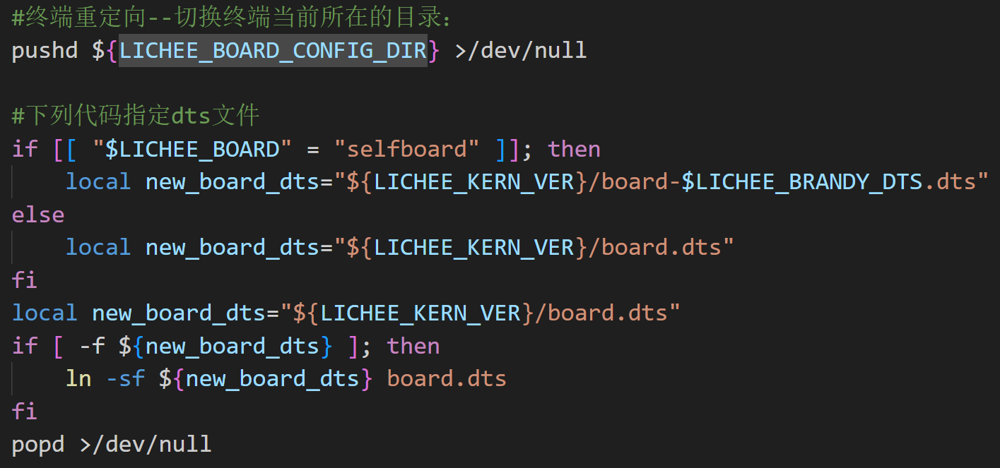 #终端重定向--切换终端当前所在的目录:
pushd ${LICHEE_BOARD_CONFIG_DIR} >/dev/null
#下列代码指定dts文件
if [[ "$LICHEE_BOARD" = "selfboard" ]]; then
local new_board_dts="${LICHEE_KERN_VER}/board-$LICHEE_BRANDY_DTS.dts"
else
local new_board_dts="${LICHEE_KERN_VER}/board.dts"
fi
local new_board_dts="${LICHEE_KERN_VER}/board.dts"
if [ -f ${new_board_dts} ]; then
ln -sf ${new_board_dts} board.dts
fi
popd >/dev/null